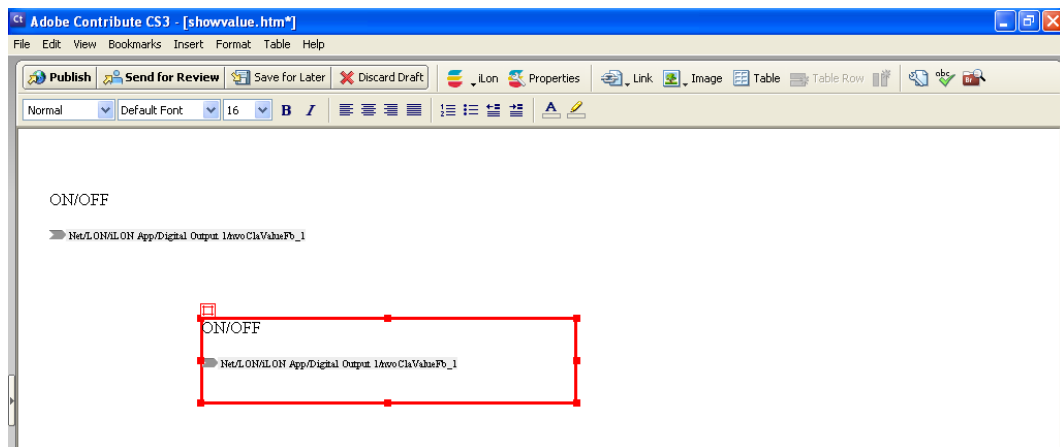 Ct Adobe Contribute CS3 - [showvalue.htm*]
File Edit View Bookmarks Insert Format Table Help
Publish Send for Review Save for Later Discard Draft iLon Properties Link Image Table Table Row abc
Normal Default Font 16 B I A
ON/OFF
Net/LON/iLON App/Digital Output 1/nvoClaValueFb_1
ON/OFF
Net/LON/iLON App/Digital Output 1/nvoClaValueFb_1